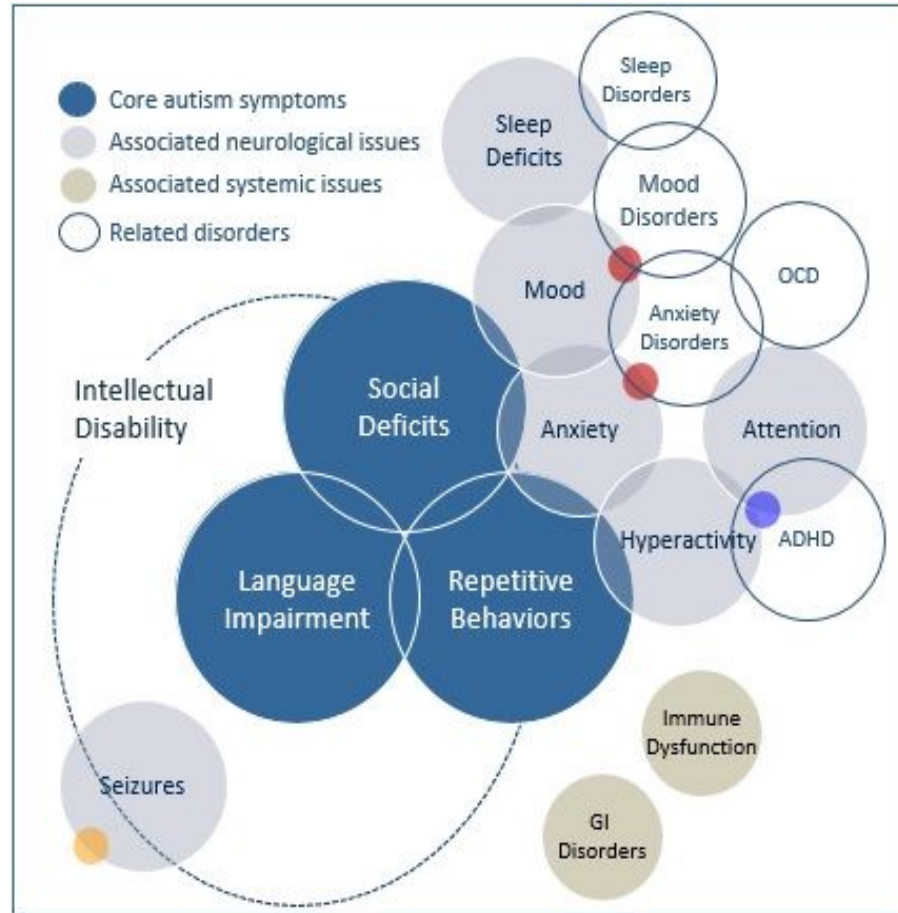 Core autism symptoms
Associated neurological issues
Associated systemic issues
Related disorders
Sleep
Disorders
Sleep
Deficits
Mood
Disorders
Mood
OCD
Anxiety
Disorders
Intellectual
Disability
Social
Deficits
Anxiety
Attention
Hyperactivity
ADHD
Language
Impairment
Repetitive
Behaviors
Immune
Dysfunction
Seizures
GI
Disorders